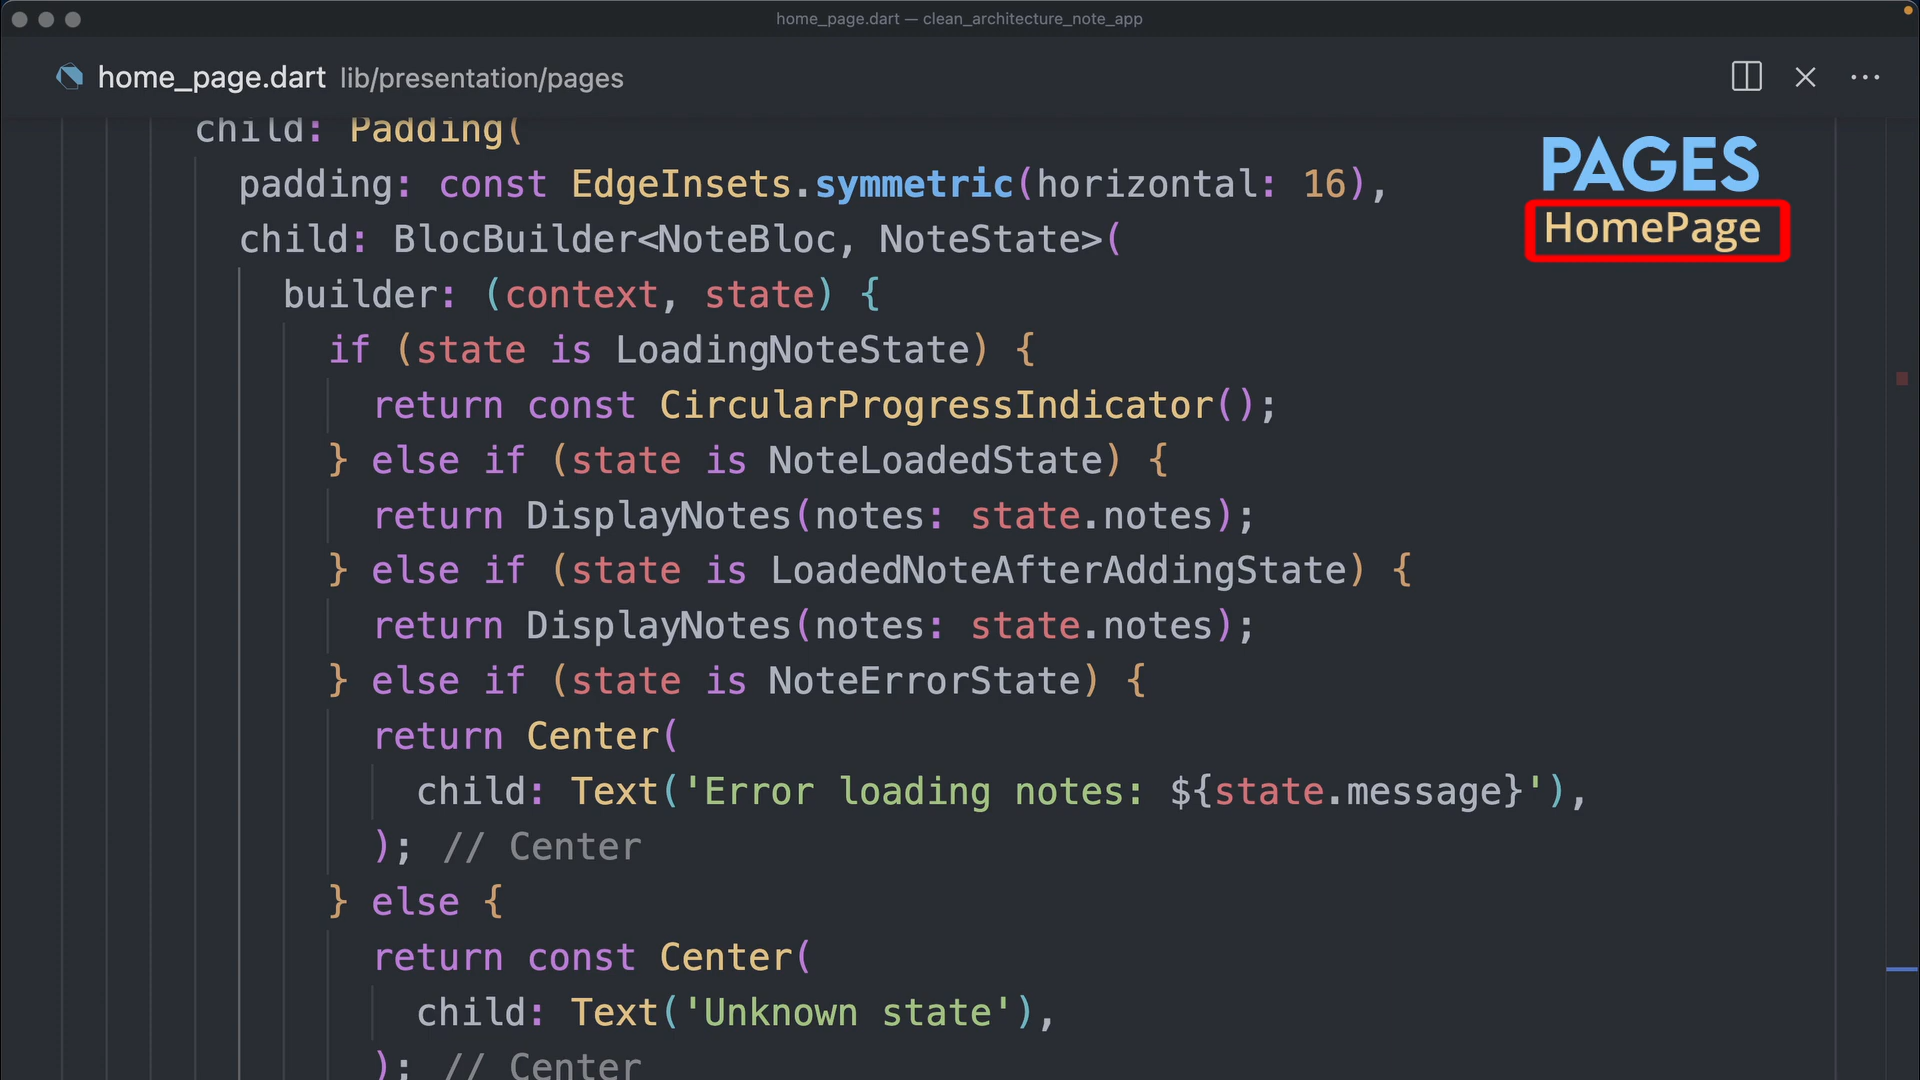 home_page.dart — clean_architecture_note_app
home_page.dart lib/presentation/pages
child: Padding(
padding: const EdgeInsets.symmetric(horizontal: 16),
child: BlocBuilder<NoteBloc, NoteState>(
builder: (context, state) {
if (state is LoadingNoteState) {
return const CircularProgressIndicator();
} else if (state is NoteLoadedState) {
return DisplayNotes(notes: state.notes);
} else if (state is LoadedNoteAfterAddingState) {
return DisplayNotes(notes: state.notes);
} else if (state is NoteErrorState) {
return Center(
child: Text('Error loading notes: ${state.message}'),
); // Center
} else {
return const Center(
child: Text('Unknown state'),
); // Center
PAGES
HomePage